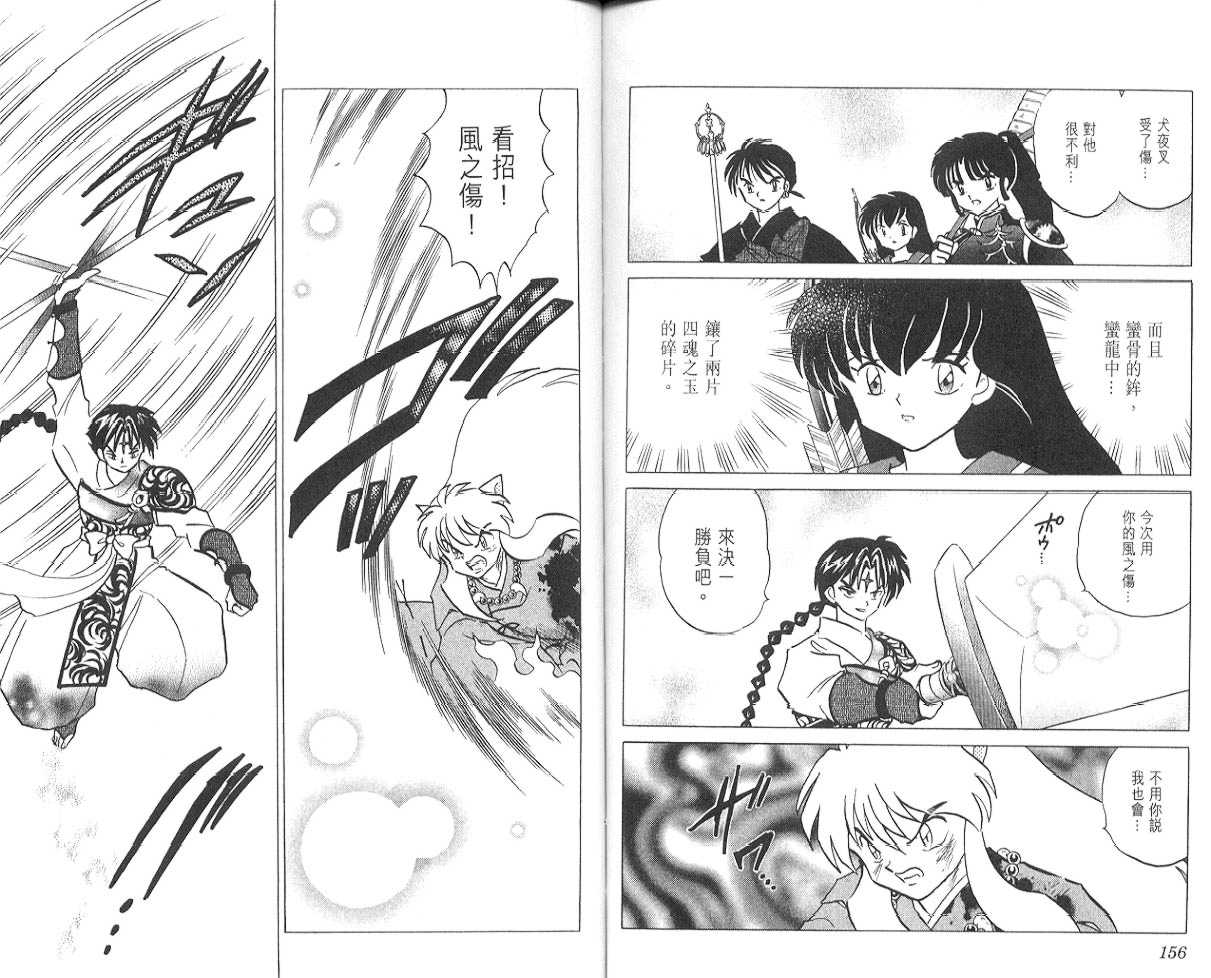 犬夜叉
受了傷…
對他
很不利…
而且
蠻骨的鉾，
蠻龍中…
鑲了兩片
四魂之玉
的碎片。
今次用
你的風之傷…
ポウ…
來決一
勝負吧。
不用你說
我也會…
看招！
風之傷！
ゴ
156